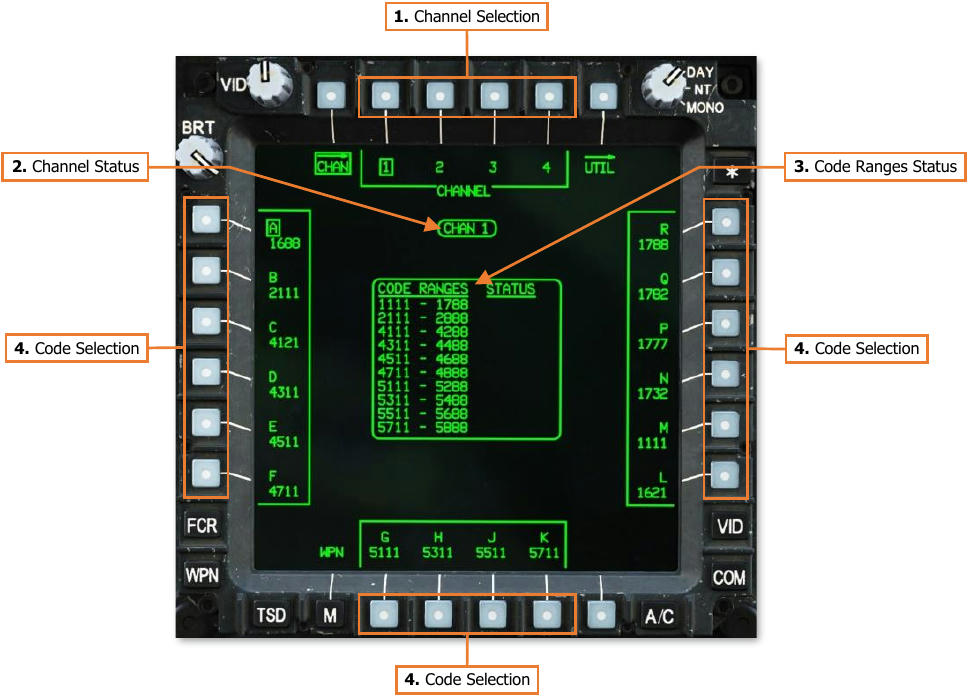 1. Channel Selection
VID
DAY
NT
MONO
BRT
2. Channel Status
3. Code Ranges Status
CHAN
1
2
3
4
UTIL
CHANNEL
*
CHAN 1
A
1688
B
2111
C
4121
D
4311
E
4511
F
4711
CODE RANGES STATUS
1111 - 1788
2111 - 2888
4111 - 4288
4311 - 4488
4511 - 4688
4711 - 4888
5111 - 5288
5311 - 5488
5511 - 5688
5711 - 5888
R
1788
Q
1782
P
1777
N
1732
M
1111
L
1621
4. Code Selection
4. Code Selection
FCR
VID
WPN
COM
WPN
G
5111
H
5311
J
5511
K
5711
TSD
M
A/C
4. Code Selection